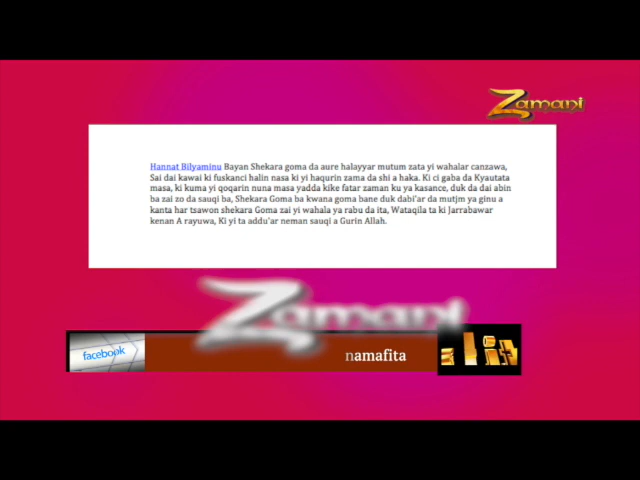 Zamani
Hannat Bilyaminu Bayan Shekara goma da aure halayyar mutum zata yi wahalar canzawa,
Sai dai kawai ki fuskanci halin nasa ki yi haqurin zama da shi a haka. Ki ci gaba da Kyautata
masa, ki kuma yi qoqarin nuna masa yadda kike fatar zaman ku ya kasance, duk da dai abin
ba zai zo da sauqi ba, Shekara Goma ba kwana goma bane duk dabi'ar da mutjm ya ginu a
kanta har tsawon shekara Goma zai yi wahala ya rabu da ita, Wataqila ta ki Jarrabawar
kenan A rayuwa, Ki yi ta addu'ar neman sauqi a Gurin Allah.
Zamani
facebook
namafita